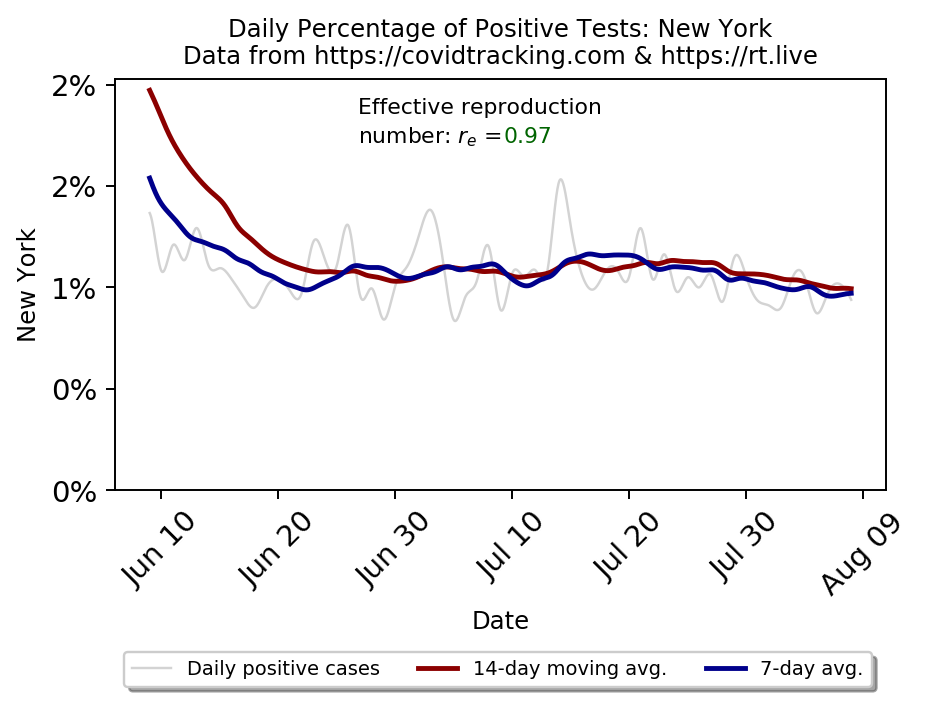 Daily Percentage of Positive Tests: New York
Data from https://covidtracking.com & https://rt.live
Effective reproduction
number: rₑ =0.97
2%
2%
1%
0%
0%
New York
Jun 10
Jun 20
Jun 30
Jul 10
Jul 20
Jul 30
Aug 09
Date
Daily positive cases
14-day moving avg.
7-day avg.